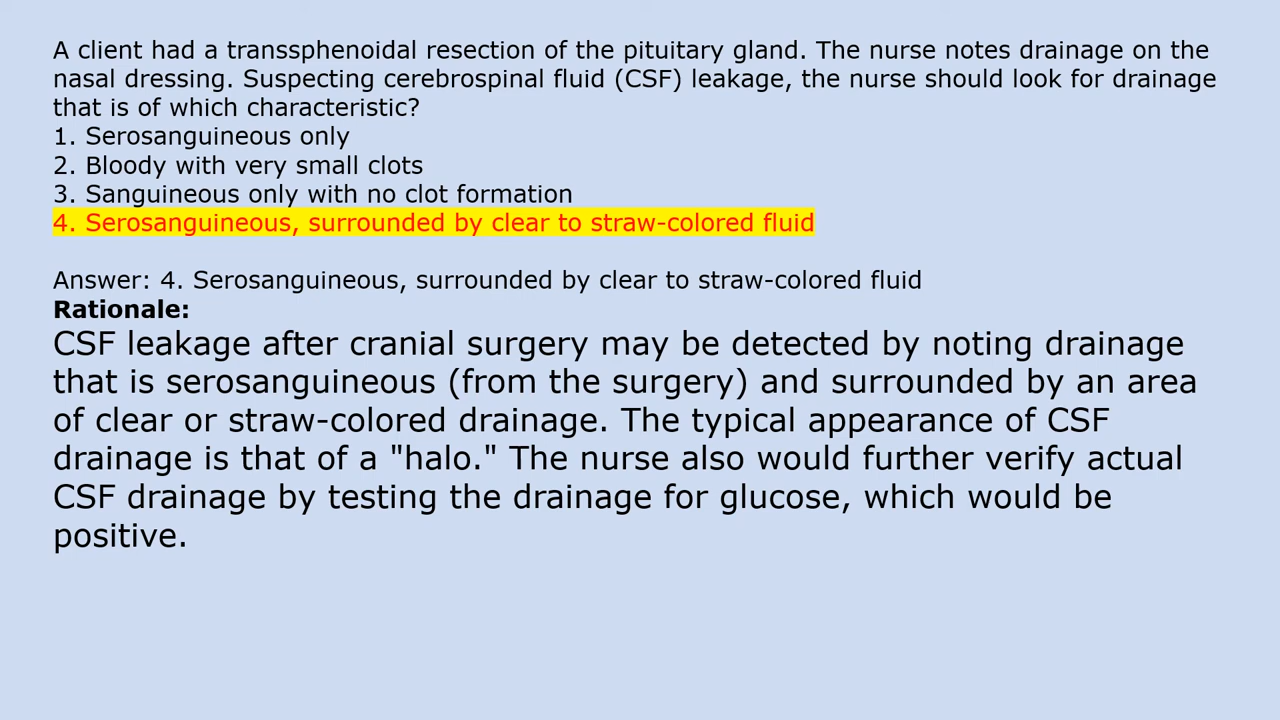 A client had a transsphenoidal resection of the pituitary gland. The nurse notes drainage on the
nasal dressing. Suspecting cerebrospinal fluid (CSF) leakage, the nurse should look for drainage
that is of which characteristic?
1. Serosanguineous only
2. Bloody with very small clots
3. Sanguineous only with no clot formation
4. Serosanguineous, surrounded by clear to straw-colored fluid
Answer: 4. Serosanguineous, surrounded by clear to straw-colored fluid
Rationale:
CSF leakage after cranial surgery may be detected by noting drainage
that is serosanguineous (from the surgery) and surrounded by an area
of clear or straw-colored drainage. The typical appearance of CSF
drainage is that of a "halo." The nurse also would further verify actual
CSF drainage by testing the drainage for glucose, which would be
positive.